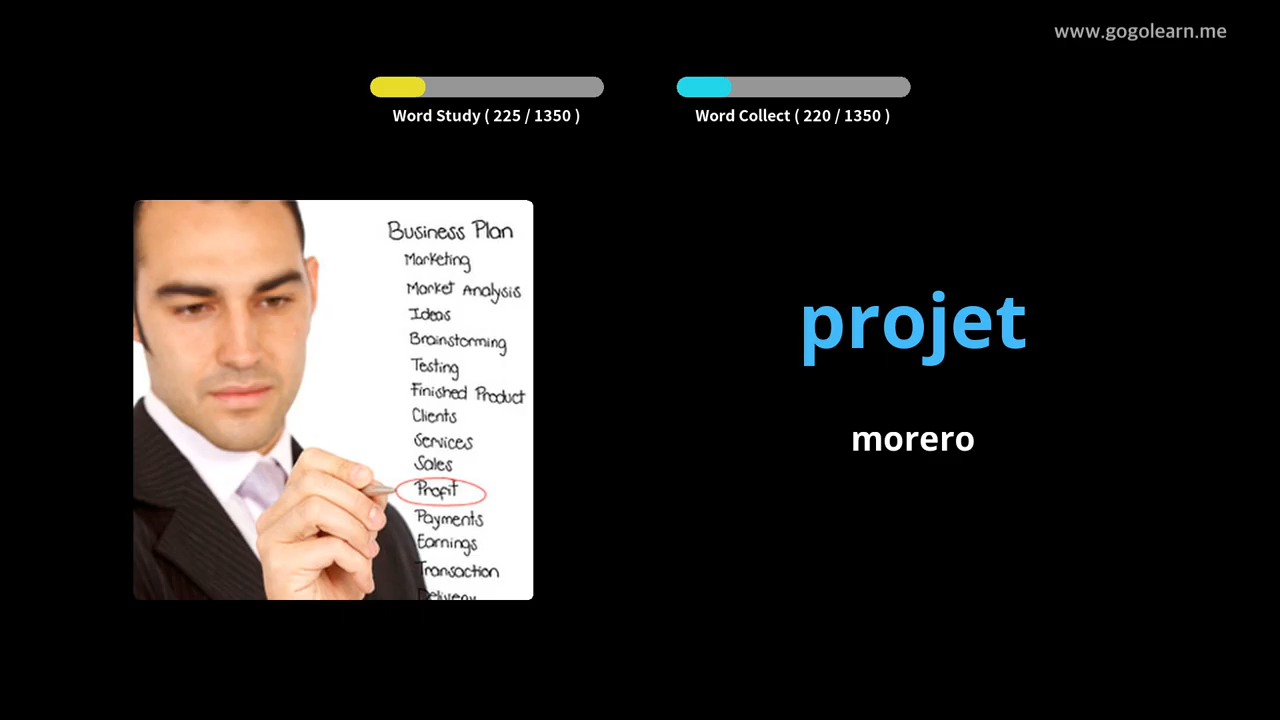 www.gogolearn.me
Word Study ( 225 / 1350 )
Word Collect ( 220 / 1350 )
Business Plan
Marketing
Market Analysis
Ideas
Brainstorming
Testing
Finished Product
Clients
Services
Sales
Profit
Payments
Earnings
Transaction
Delivery
projet
morero